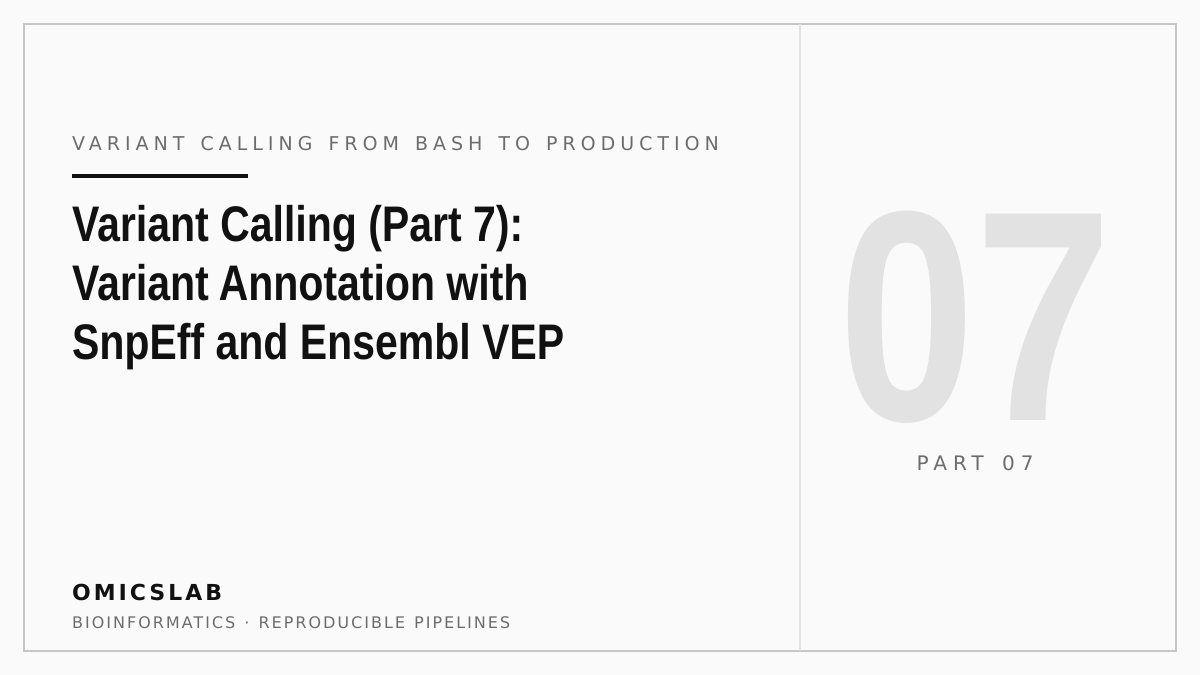 VARIANT CALLING FROM BASH TO PRODUCTION
Variant Calling (Part 7):
Variant Annotation with
SnpEff and Ensembl VEP
07
PART 07
OMICSLAB
BIOINFORMATICS · REPRODUCIBLE PIPELINES